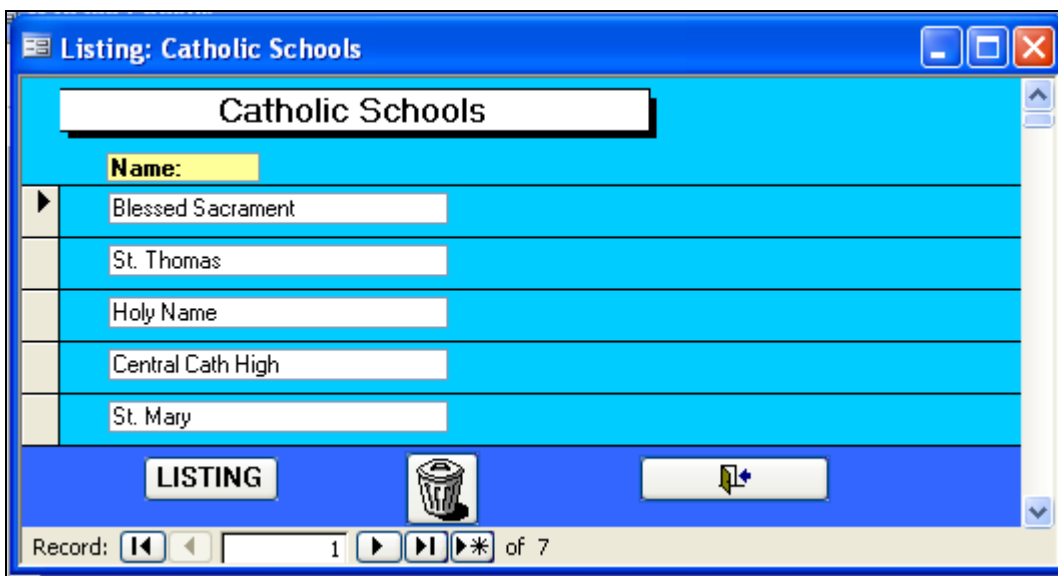 Listing: Catholic Schools
Catholic Schools
Name:
Blessed Sacrament
St. Thomas
Holy Name
Central Cath High
St. Mary
LISTING
Record: 1 of 7